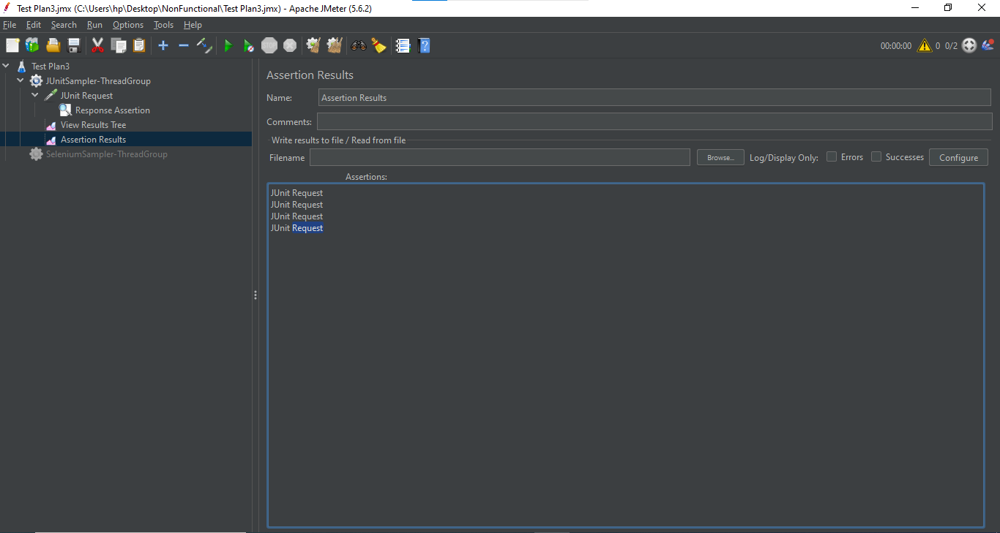 Test Plan3.jmx (C:\Users\hp\Desktop\NonFunctional\Test Plan3.jmx) - Apache JMeter (5.6.2)
File Edit Search Run Options Tools Help
STOP
00:00:00 0 0/2
Test Plan3
JUnitSampler-ThreadGroup
JUnit Request
Response Assertion
View Results Tree
Assertion Results
SeleniumSampler-ThreadGroup
Assertion Results
Name: Assertion Results
Comments:
Write results to file / Read from file
Filename Browse... Log/Display Only: Errors Successes Configure
Assertions:
JUnit Request
JUnit Request
JUnit Request
JUnit Request